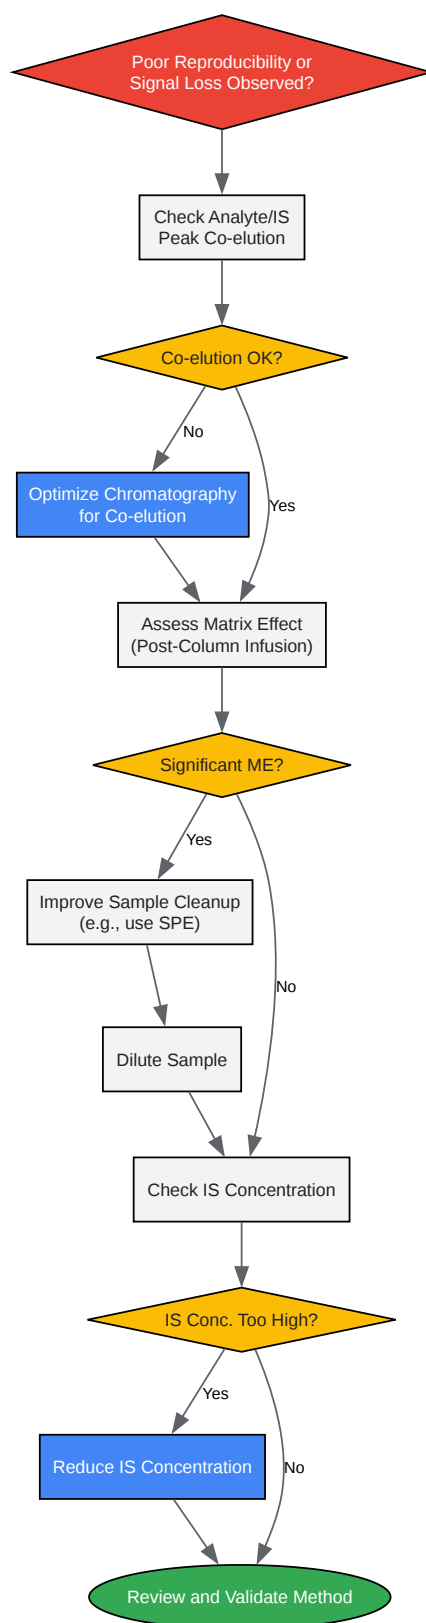 Poor Reproducibility or
Signal Loss Observed?
Check Analyte/IS
Peak Co-elution
Co-elution OK?
No
Optimize Chromatography
for Co-elution
Yes
Assess Matrix Effect
(Post-Column Infusion)
Significant ME?
Yes
Improve Sample Cleanup
(e.g., use SPE)
No
Dilute Sample
Check IS Concentration
IS Conc. Too High?
Yes
Reduce IS Concentration
No
Review and Validate Method